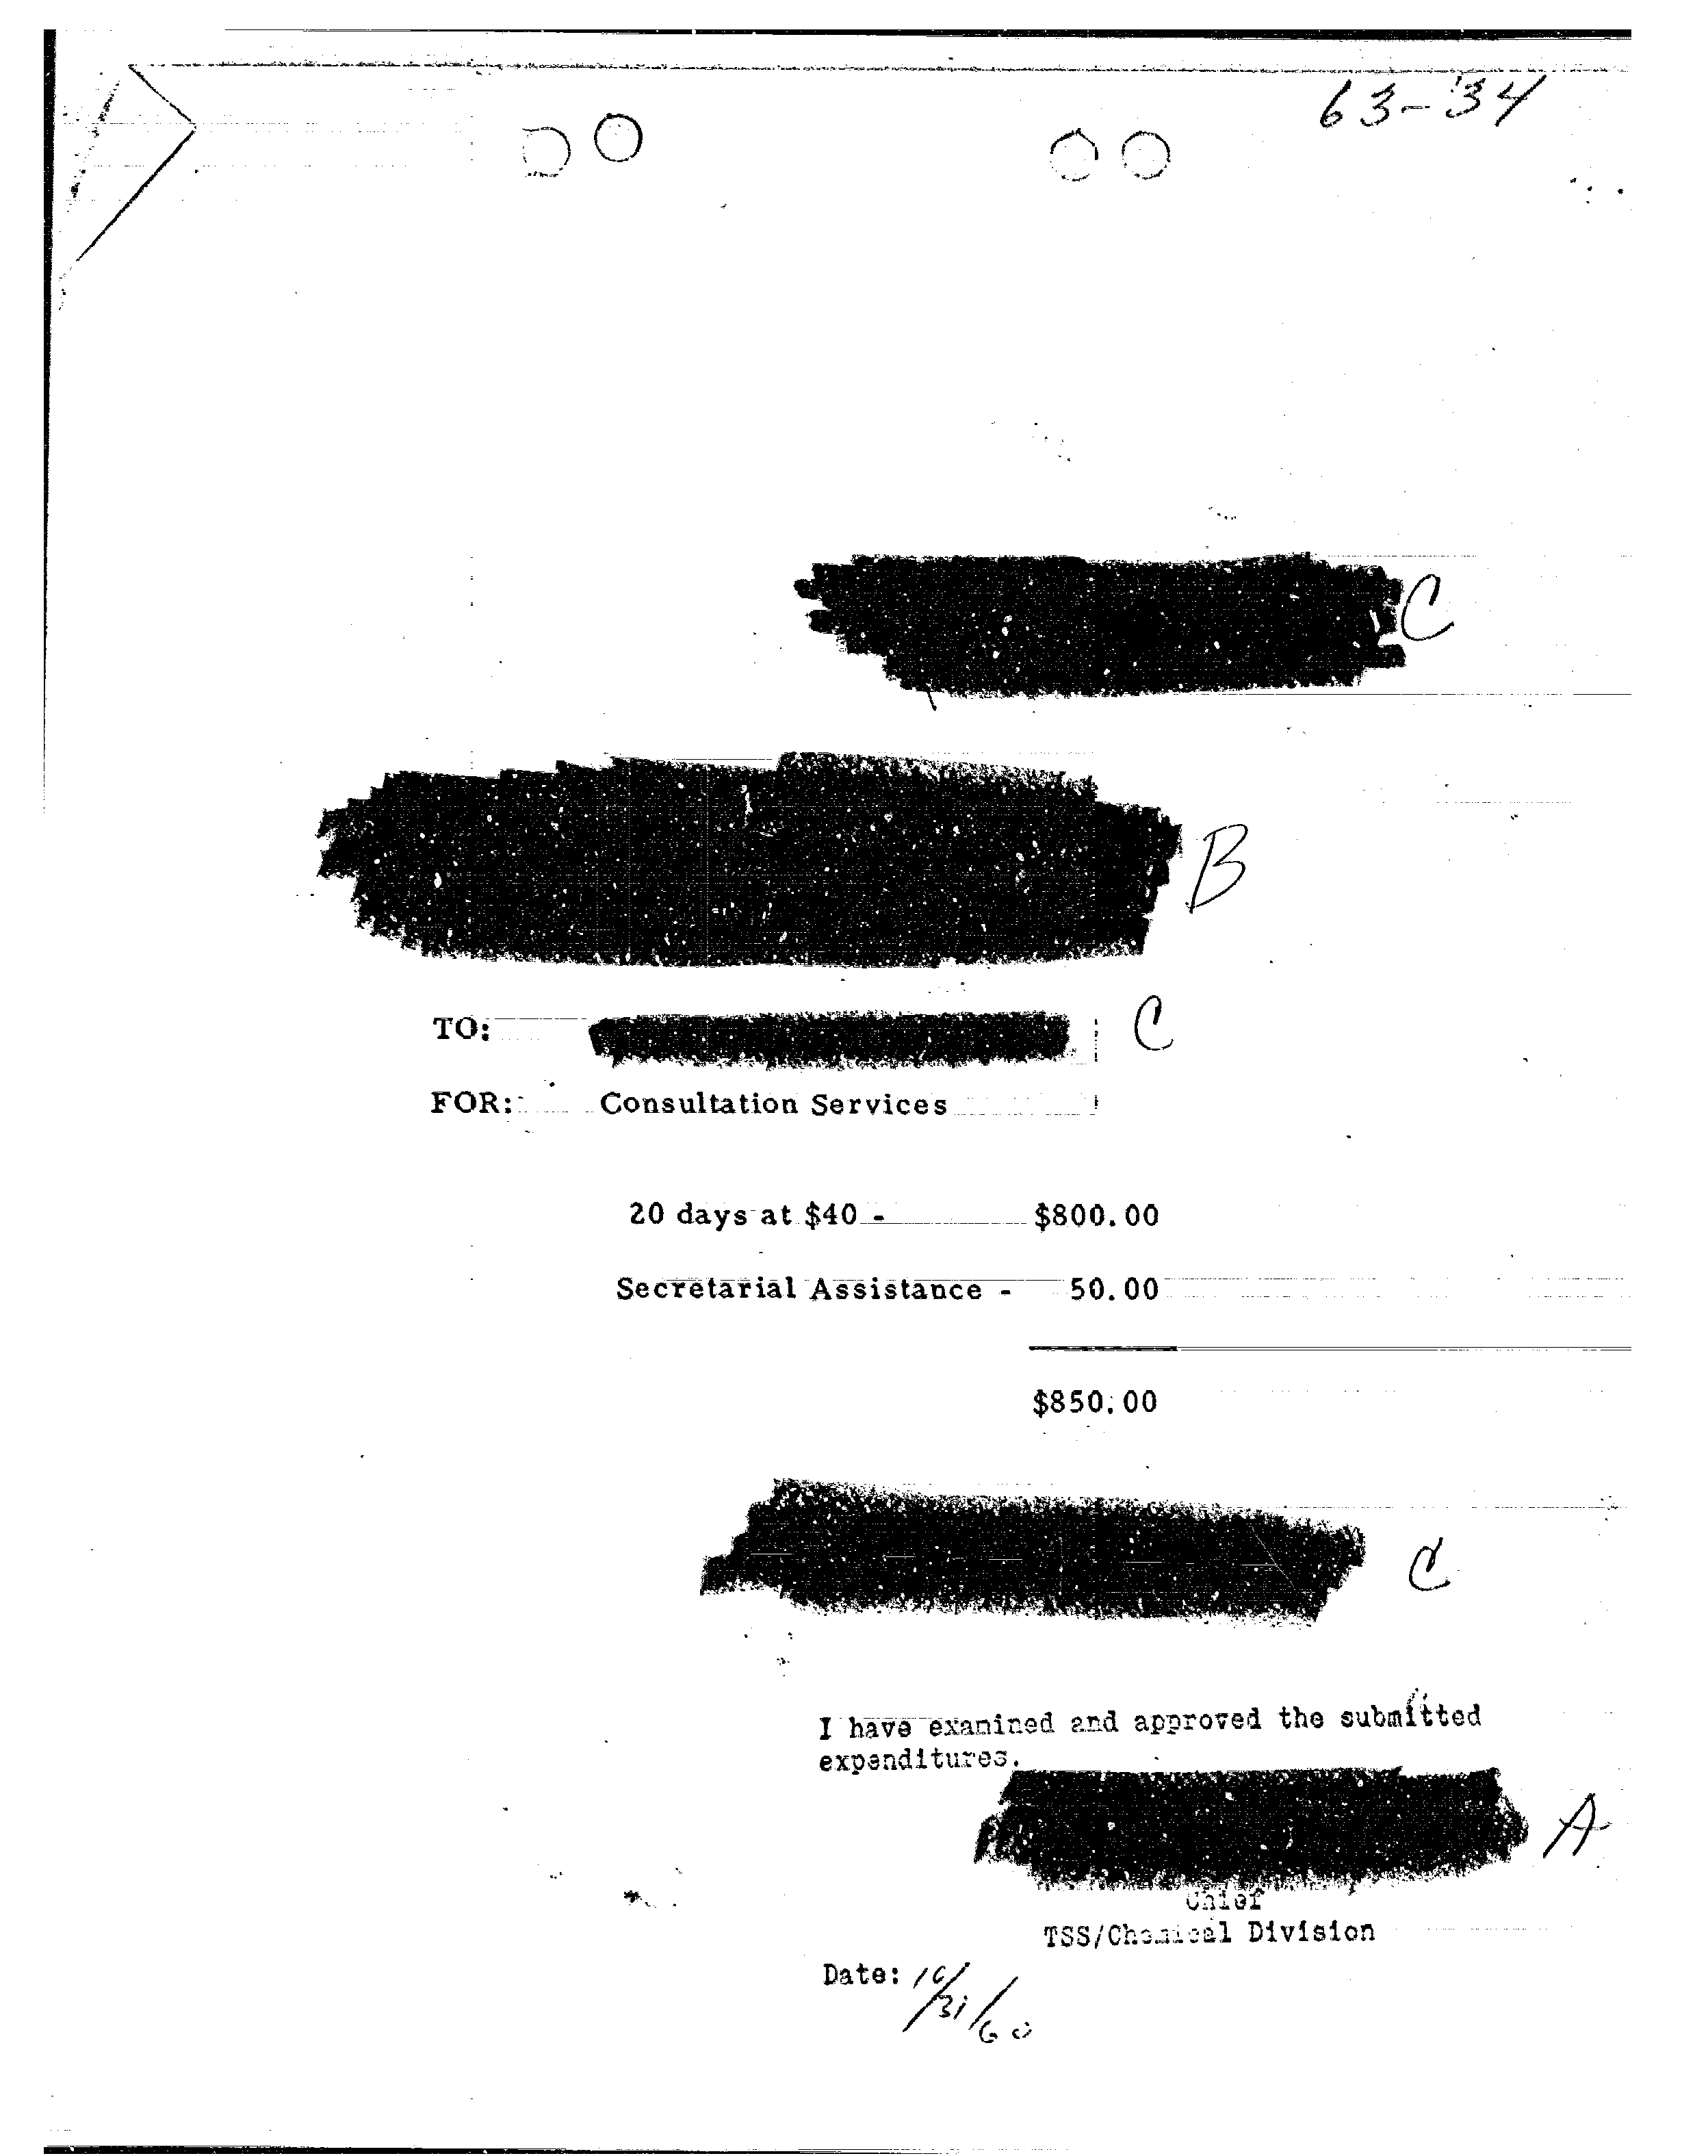 63-34
C
B
TO: C
FOR: Consultation Services
20 days at $40 - $800.00
Secretarial Assistance - 50.00
$850.00
C
I have examined and approved the submitted
expenditures.
A
Chief
TSS/Chemical Division
Date: 10/31/60